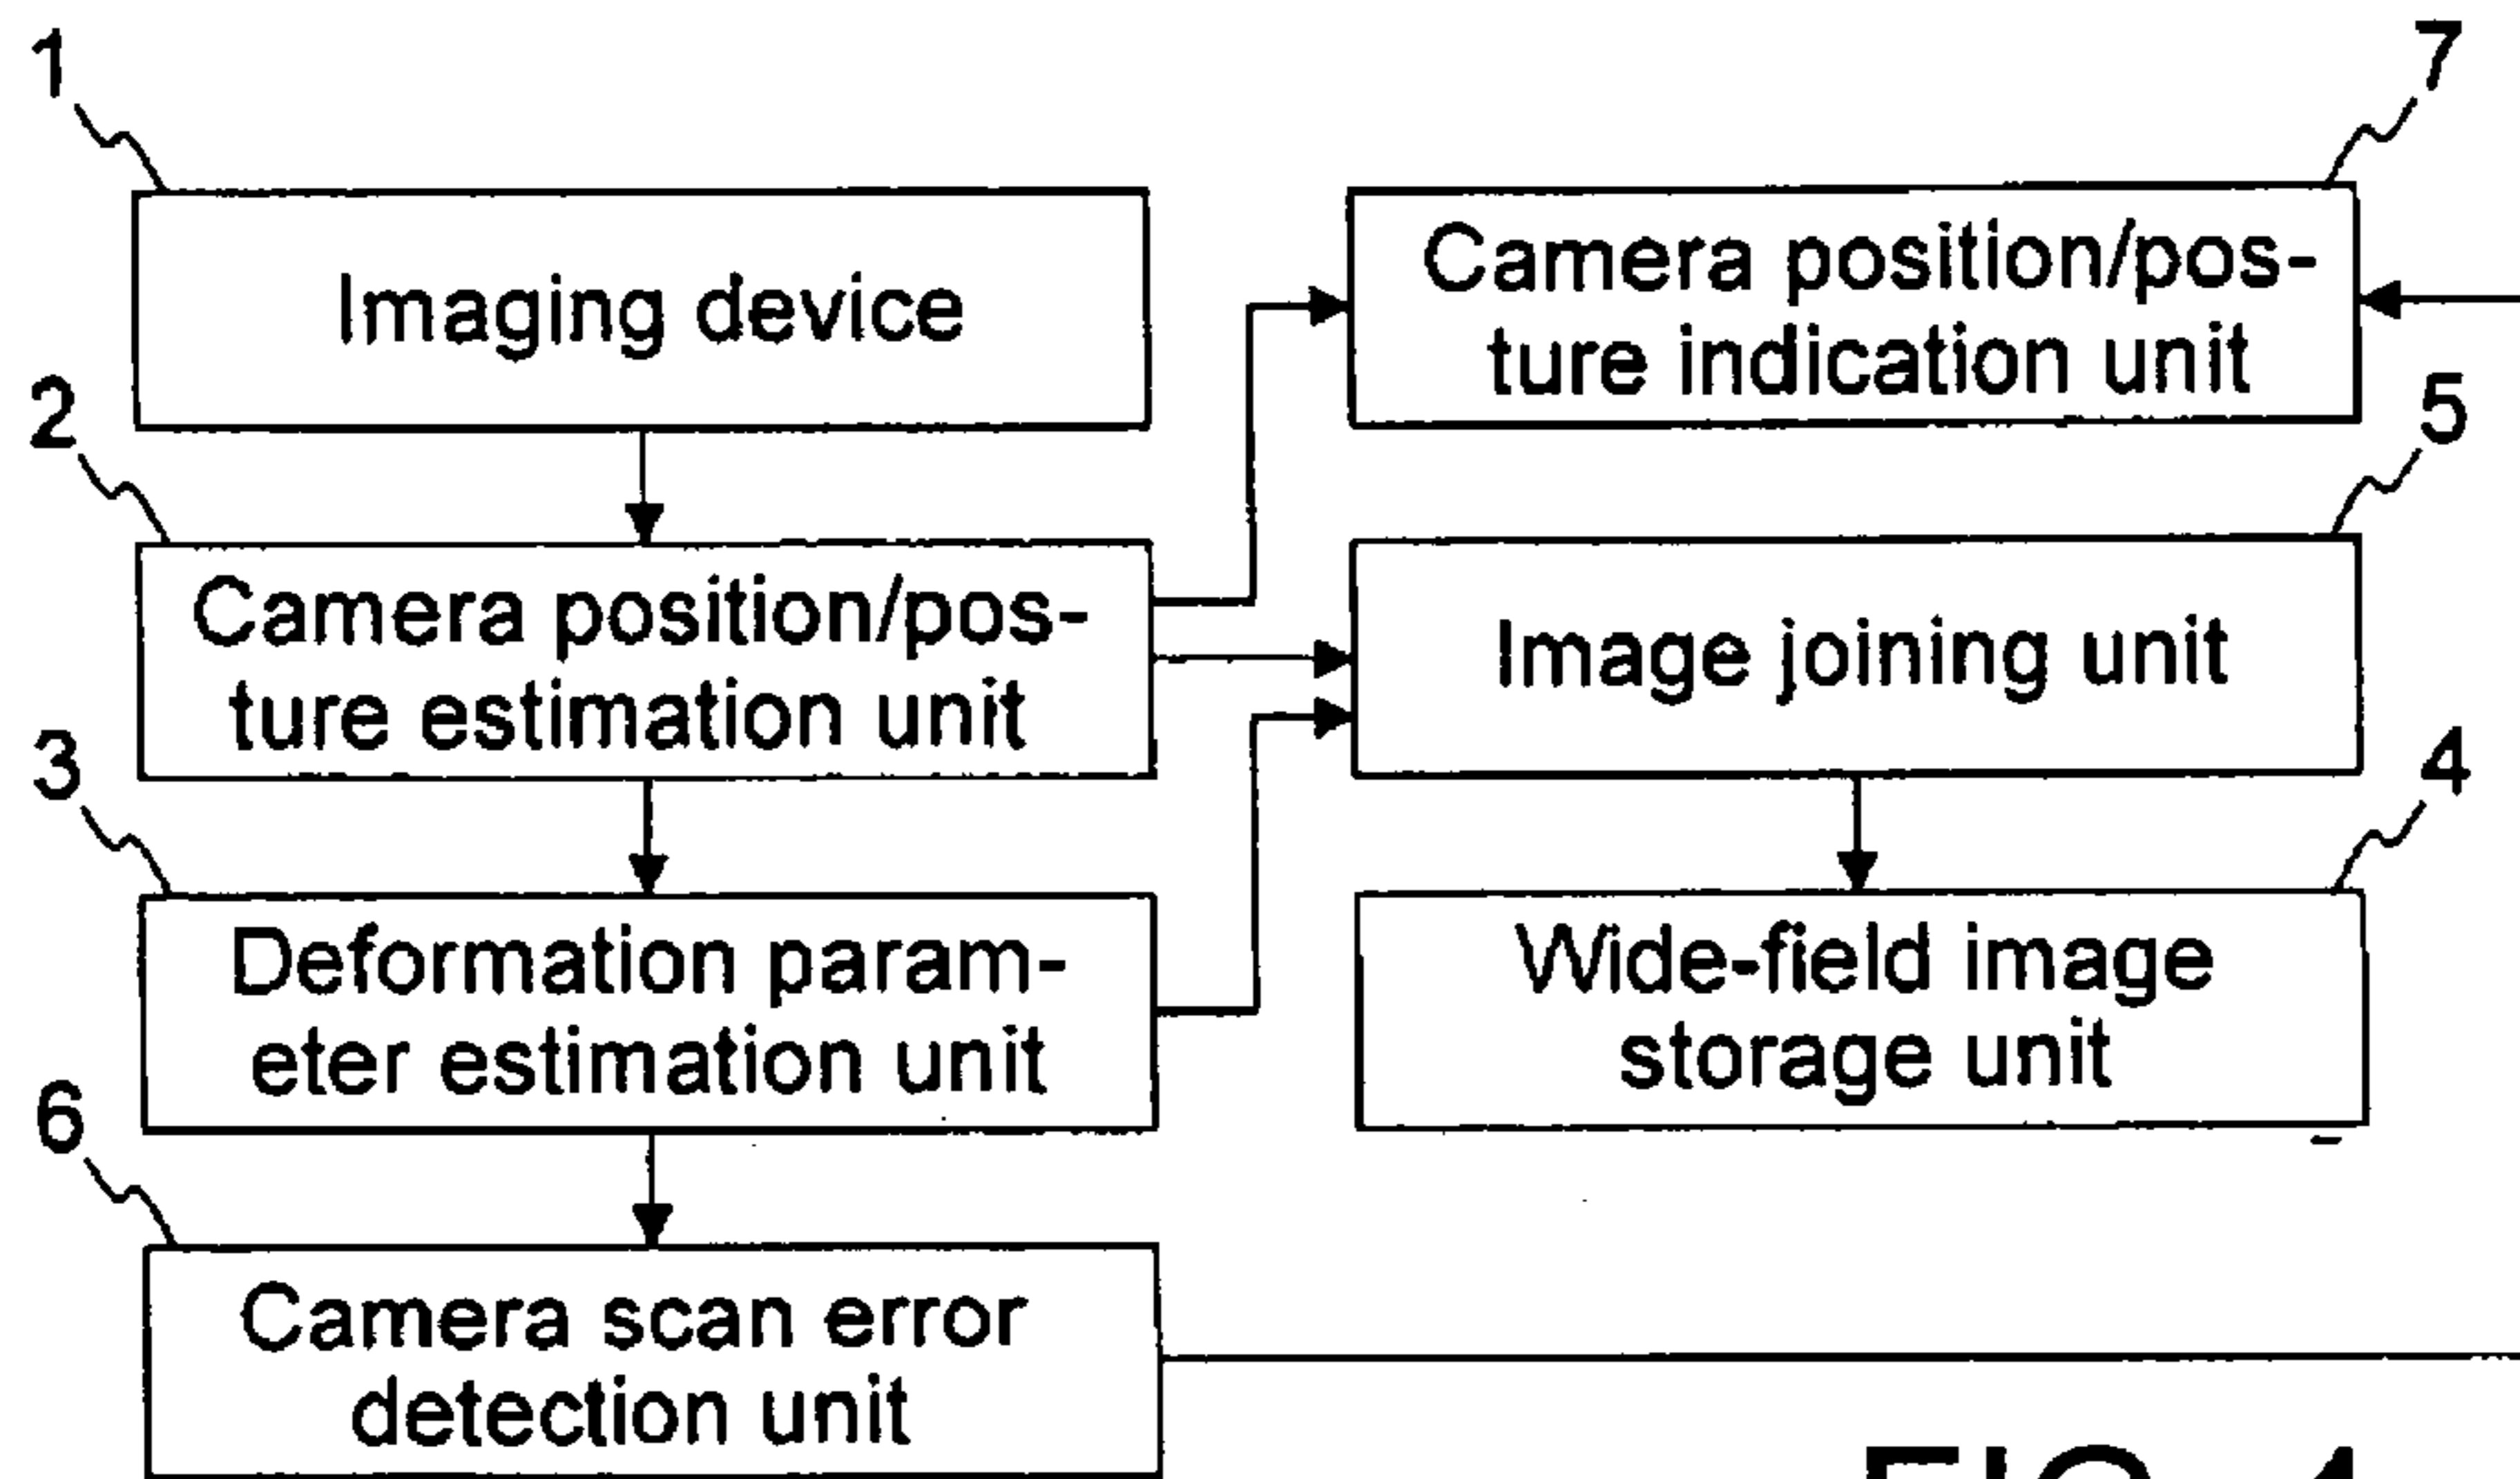 1
7
Imaging device
Camera position/pos-
ture indication unit
2
5
Camera position/pos-
ture estimation unit
Image joining unit
3
4
Deformation param-
eter estimation unit
Wide-field image
storage unit
6
Camera scan error
detection unit